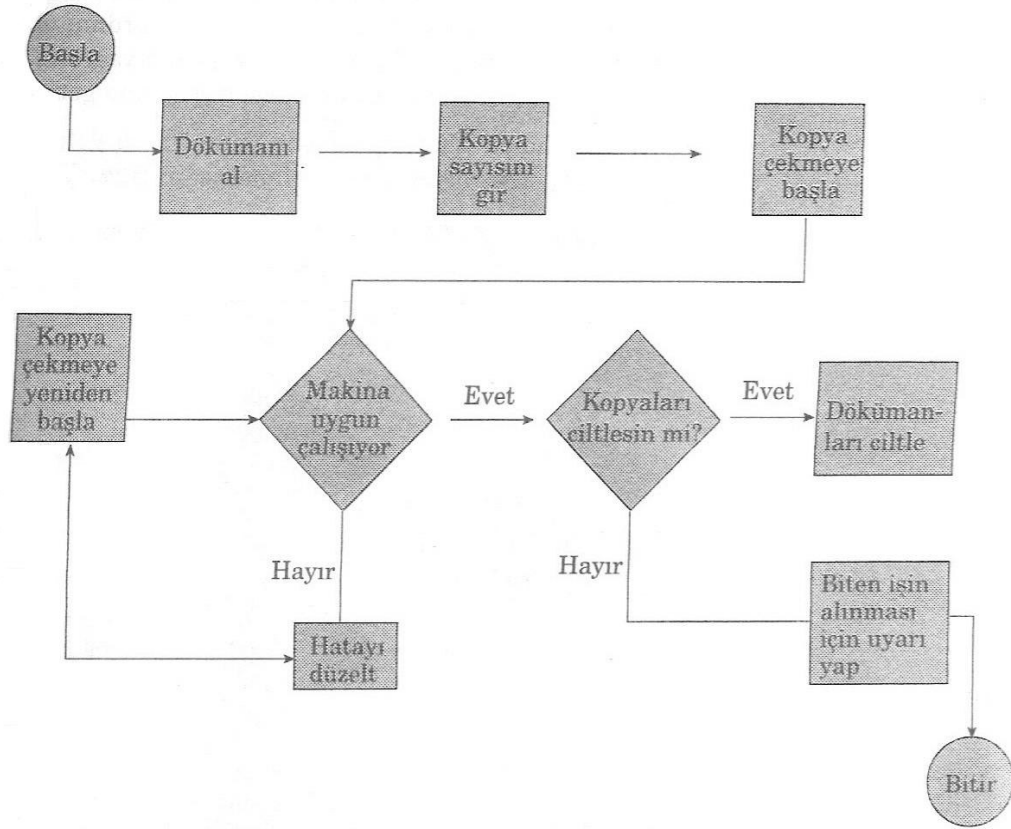 Başla
Dökümanı
al
Kopya
sayısını
gir
Kopya
çekmeye
başla
Kopya
çekmeye
yeniden
başla
Makina
uygun
çalışıyor
Evet
Kopyaları
ciltlesin mi?
Evet
Döküman-
ları ciltle
Hayır
Hayır
Hatayı
düzelt
Biten işin
alınması
için uyarı
yap
Bitir